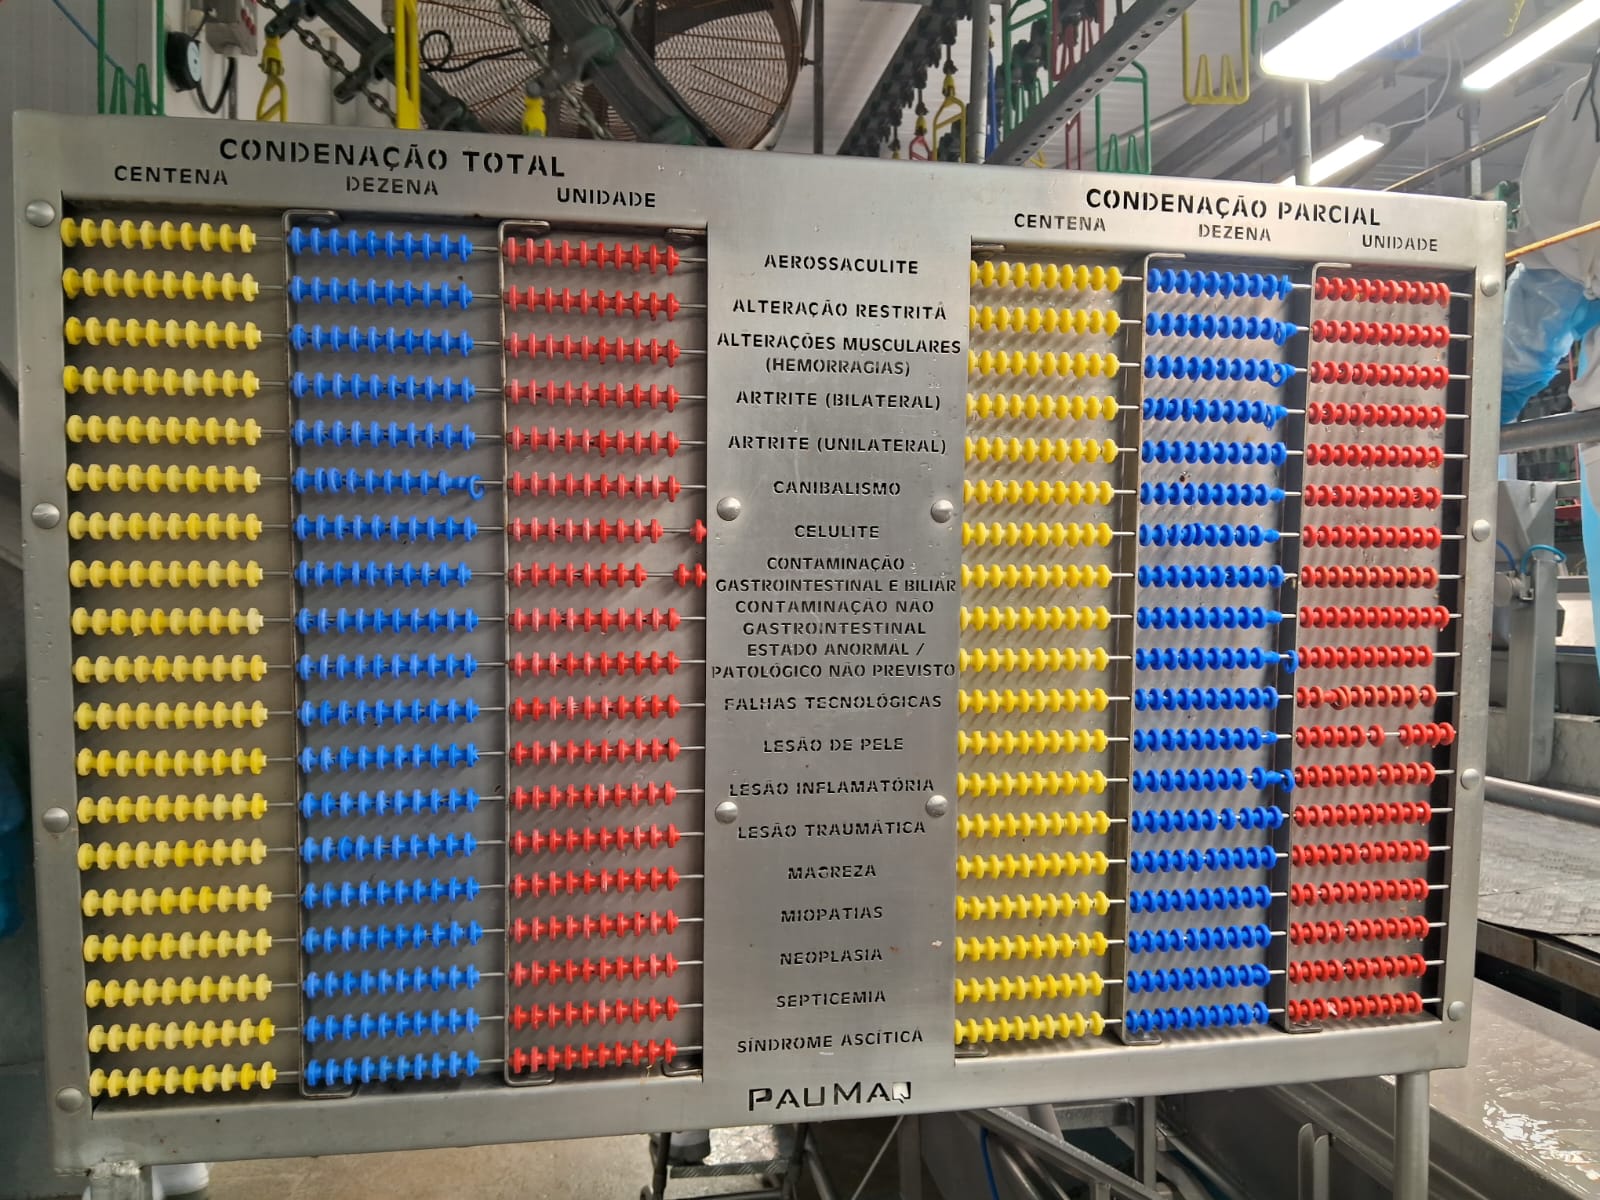 CONDENAÇÃO TOTAL
CENTENA DEZENA UNIDADE
CONDENAÇÃO PARCIAL
CENTENA DEZENA UNIDADE
AEROSSACULITE
ALTERAÇÃO RESTRITA
ALTERAÇÕES MUSCULARES
(HEMORRAGIAS)
ARTRITE (BILATERAL)
ARTRITE (UNILATERAL)
CANIBALISMO
CELULITE
CONTAMINAÇÃO
GASTROINTESTINAL E BILIAR
CONTAMINAÇÃO NÃO
GASTROINTESTINAL
ESTADO ANORMAL /
PATOLÓGICO NÃO PREVISTO
FALHAS TECNOLÓGICAS
LESÃO DE PELE
LESÃO INFLAMATÓRIA
LESÃO TRAUMÁTICA
MAGREZA
MIOPATIAS
NEOPLASIA
SEPTICEMIA
SÍNDROME ASCÍTICA
PAUMAQ